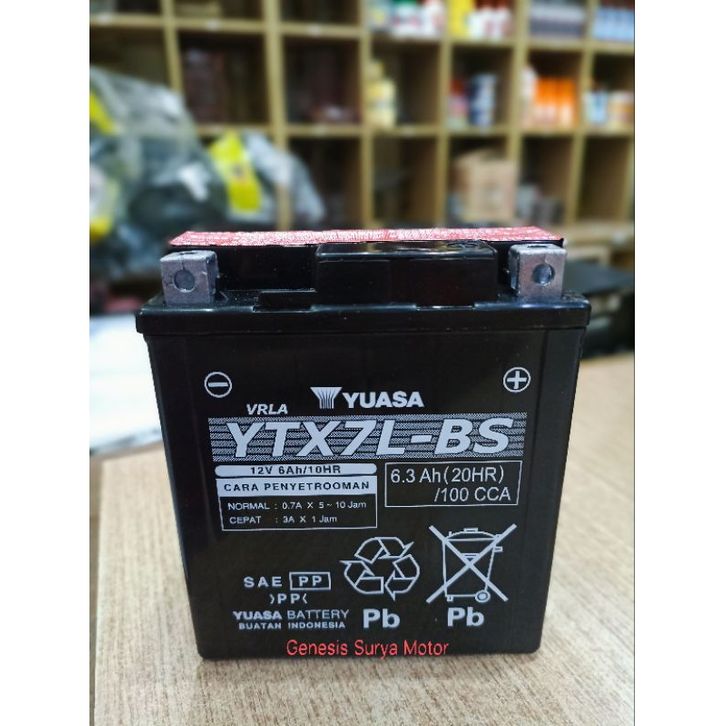 YUASA
VRLA
YTX7L-BS
12V 6Ah/10HR
CARA PENYETROOMAN
NORMAL : 0.7A X 5 ~ 10 Jam
CEPAT : 3A X 1 Jam
6.3 Ah(20HR)
/100 CCA
SAE PP
>PP<
YUASA BATTERY
BUATAN INDONESIA
Pb
Pb
Genesis Surya Motor